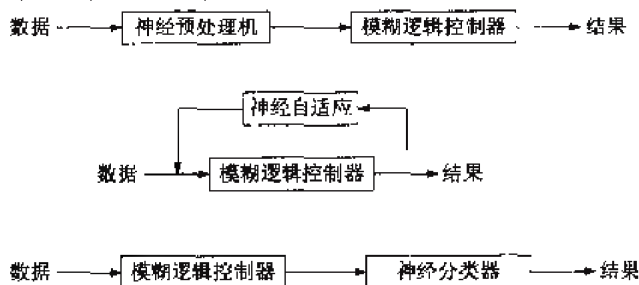 数据 神经预处理机 模糊逻辑控制器 结果
神经自适应
数据 模糊逻辑控制器 结果
数据 模糊逻辑控制器 神经分类器 结果